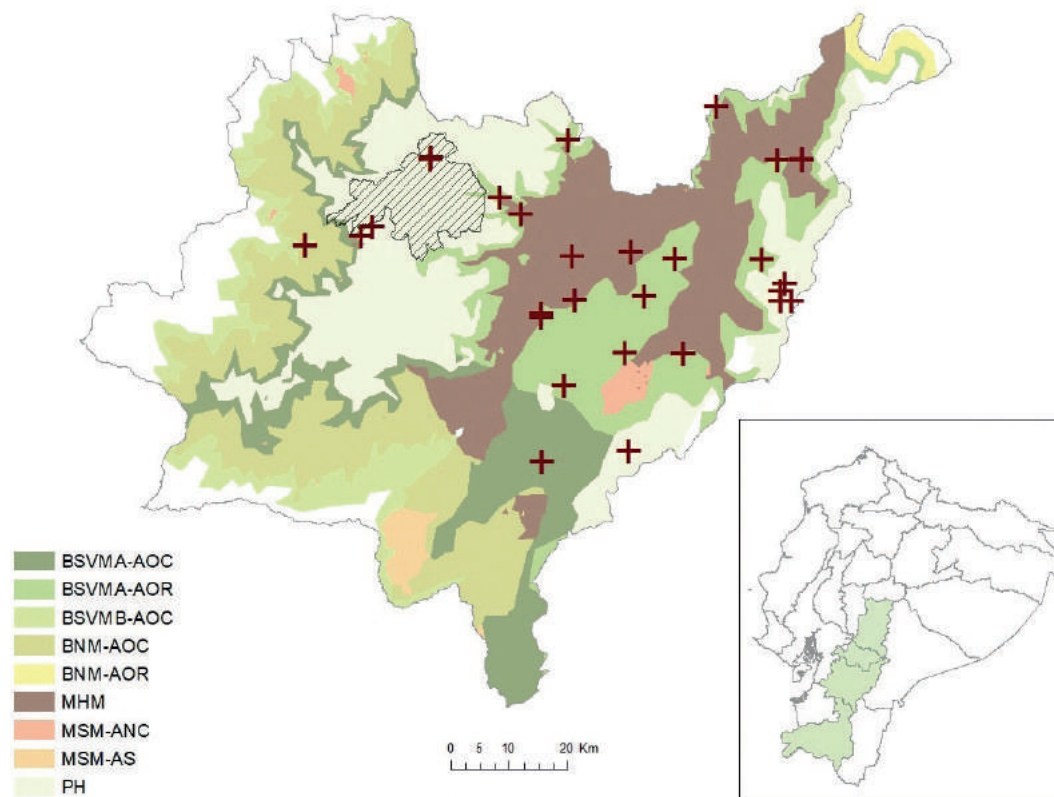 BSVMA-AOC
BSVMA-AOR
BSVMB-AOC
BNM-AOC
BNM-AOR
MHM
MSM-ANC
MSM-AS
PH
0 5 10 20 Km